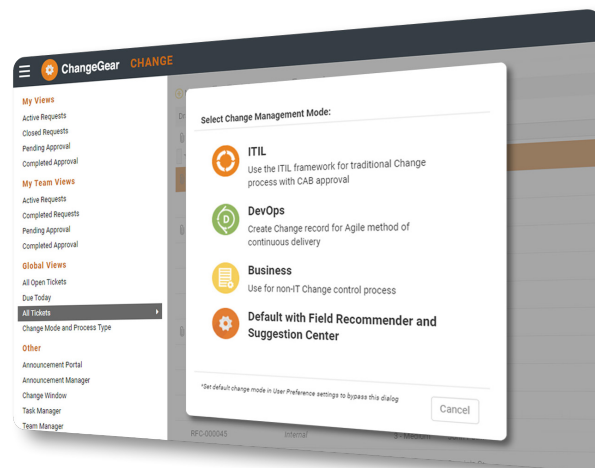 ChangeGear CHANGE
My Views
Active Requests
Closed Requests
Pending Approval
Completed Approval
My Team Views
Active Requests
Completed Requests
Pending Approval
Completed Approval
Global Views
All Open Tickets
Due Today
All Tickets
Change Mode and Process Type
Other
Announcement Portal
Announcement Manager
Change Window
Task Manager
Team Manager
Select Change Management Mode:
ITIL
Use the ITIL framework for traditional Change
process with CAB approval
DevOps
Create Change record for Agile method of
continuous delivery
Business
Use for non-IT Change control process
Default with Field Recommender and
Suggestion Center
*Set default change mode in User Preference settings to bypass this dialog
Cancel
RFC-000045 Internal 3 - Medium